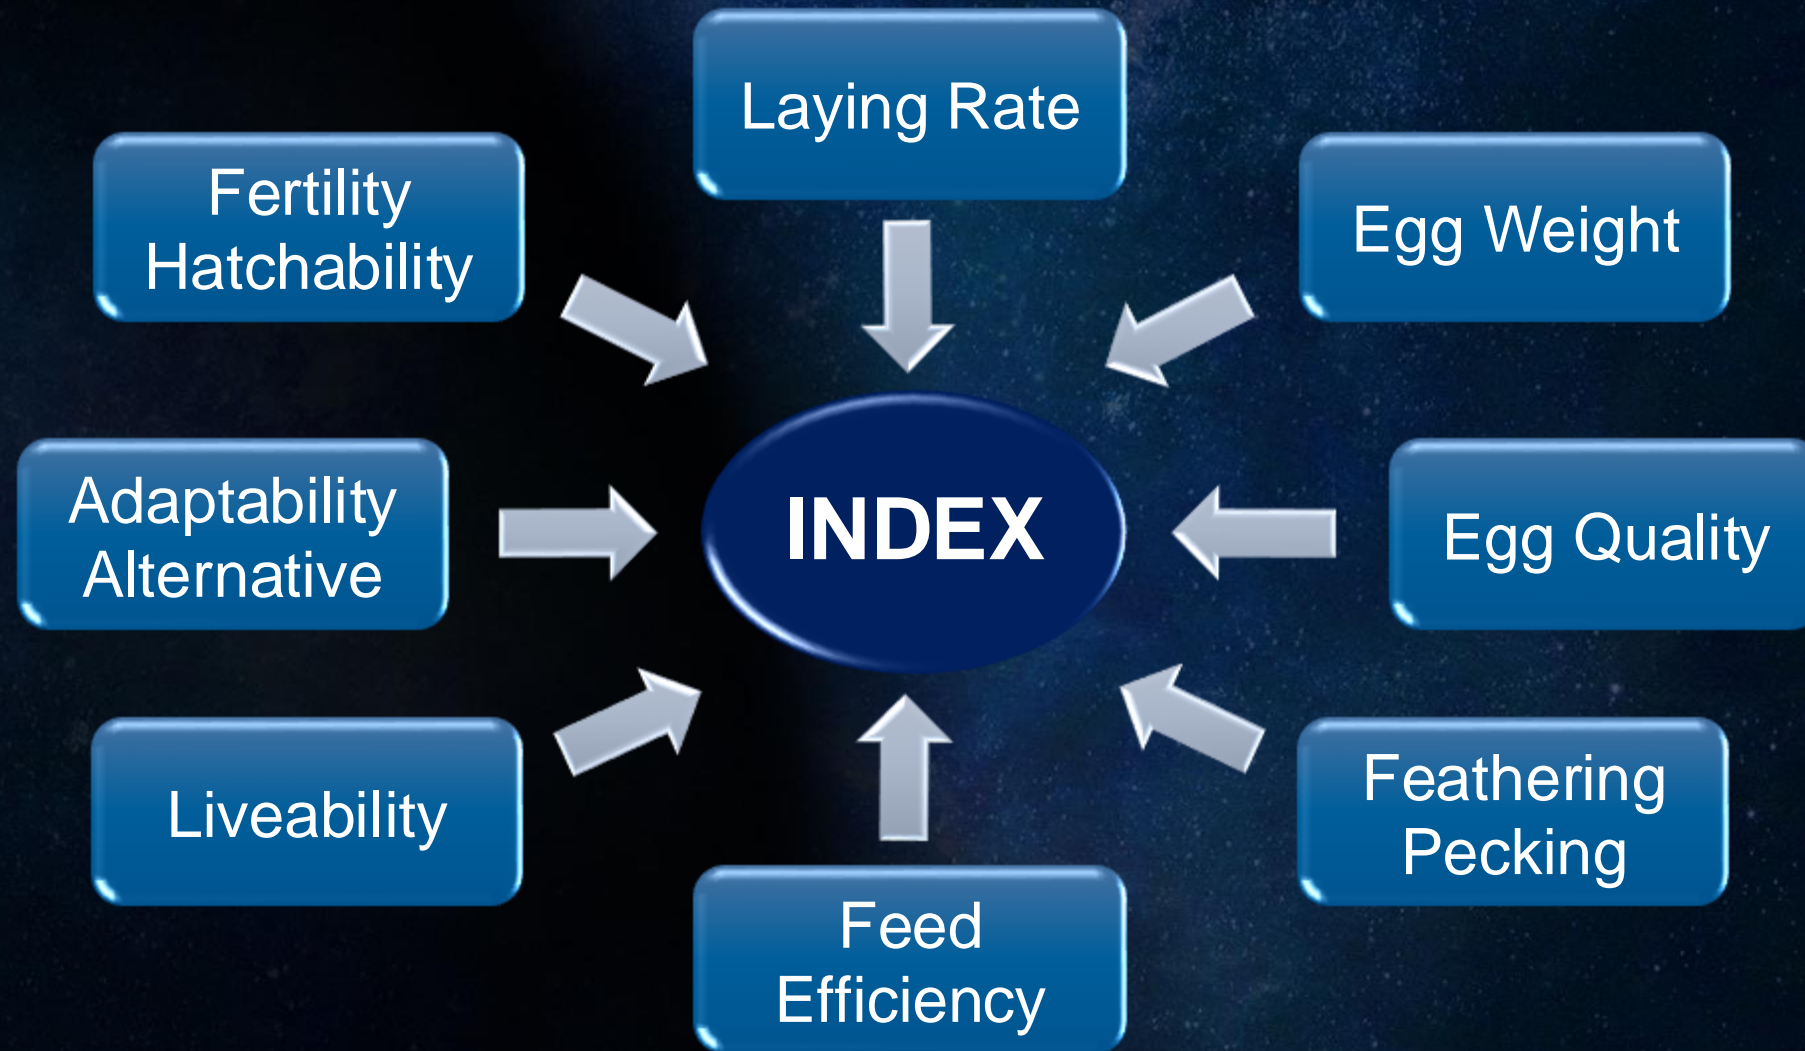 Laying Rate
Fertility
Hatchability
Egg Weight
Adaptability
Alternative
INDEX
Egg Quality
Liveability
Feathering
Pecking
Feed
Efficiency